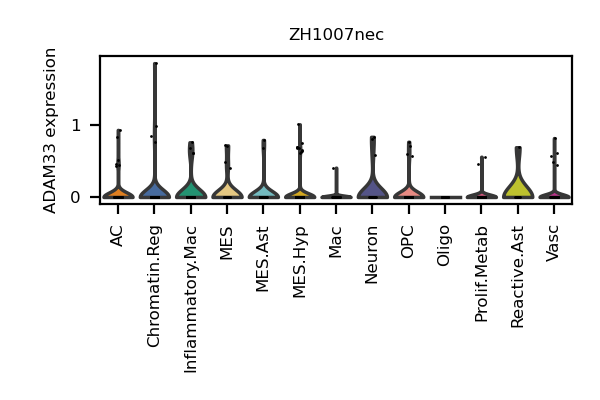 ZH1007nec
ADAM33 expression
1
0
AC
Chromatin.Reg
Inflammatory.Mac
MES
MES.Ast
MES.Hyp
Mac
Neuron
OPC
Oligo
Prolif.Metab
Reactive.Ast
Vasc